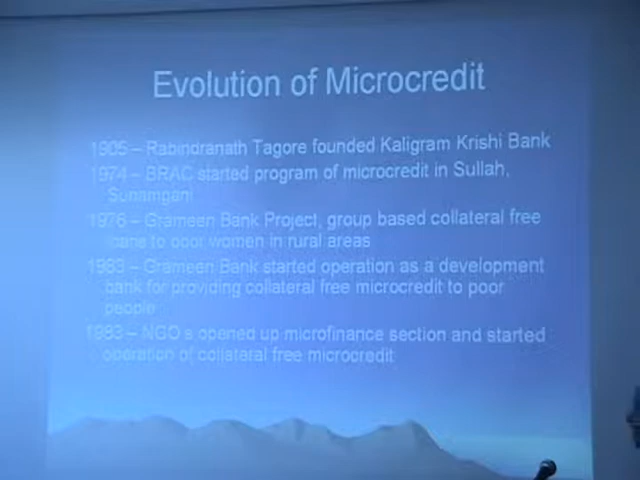 Evolution of Microcredit
1905 – Rabindranath Tagore founded Kaligram Krishi Bank
1974 – BRAC started program of microcredit in Sullah,
Sunamganj
1976 – Grameen Bank Project, group based collateral free
loans to poor women in rural areas
1983 – Grameen Bank started operation as a development
bank for providing collateral free microcredit to poor
people
1983 – NGO s opened up microfinance section and started
operation of collateral free microcredit